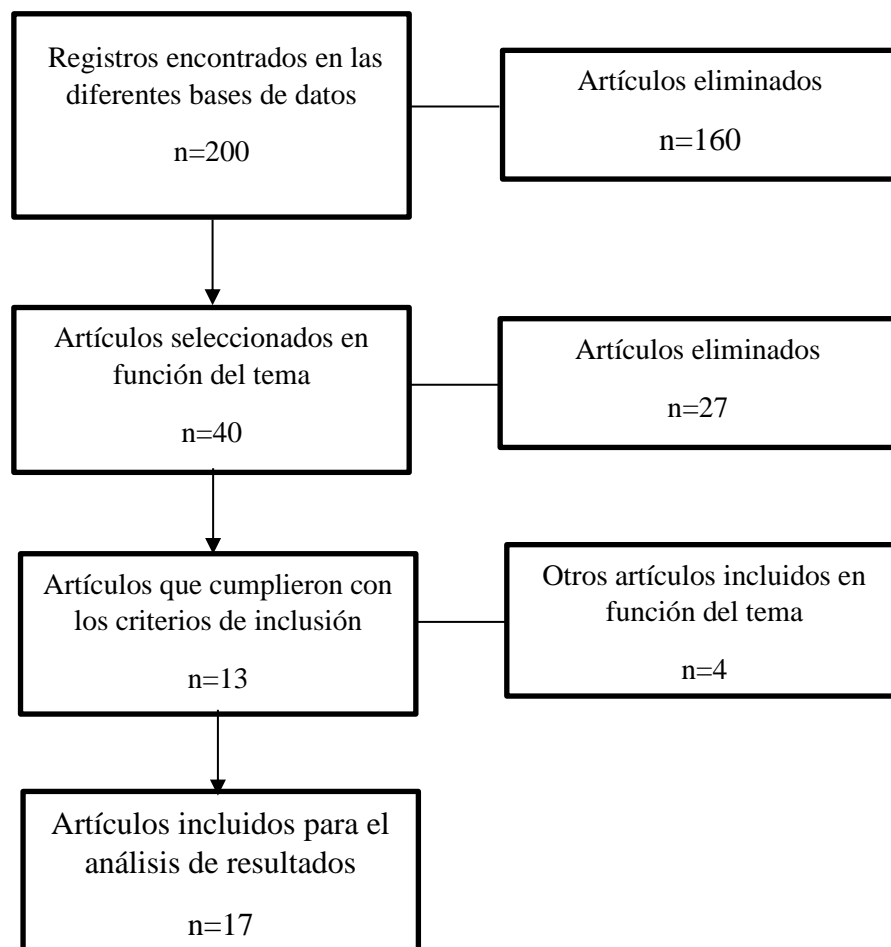 Registros encontrados en las
diferentes bases de datos
n=200
Artículos eliminados
n=160
Artículos seleccionados en
función del tema
n=40
Artículos eliminados
n=27
Artículos que cumplieron con
los criterios de inclusión
n=13
Otros artículos incluidos en
función del tema
n=4
Artículos incluidos para el
análisis de resultados
n=17